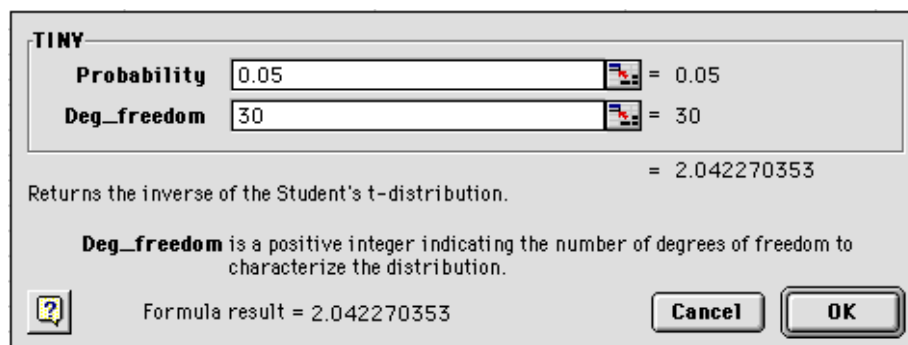 TINV
Probability 0.05 = 0.05
Deg_freedom 30 = 30
= 2.042270353
Returns the inverse of the Student's t-distribution.
Deg_freedom is a positive integer indicating the number of degrees of freedom to
characterize the distribution.
? Formula result = 2.042270353 Cancel OK